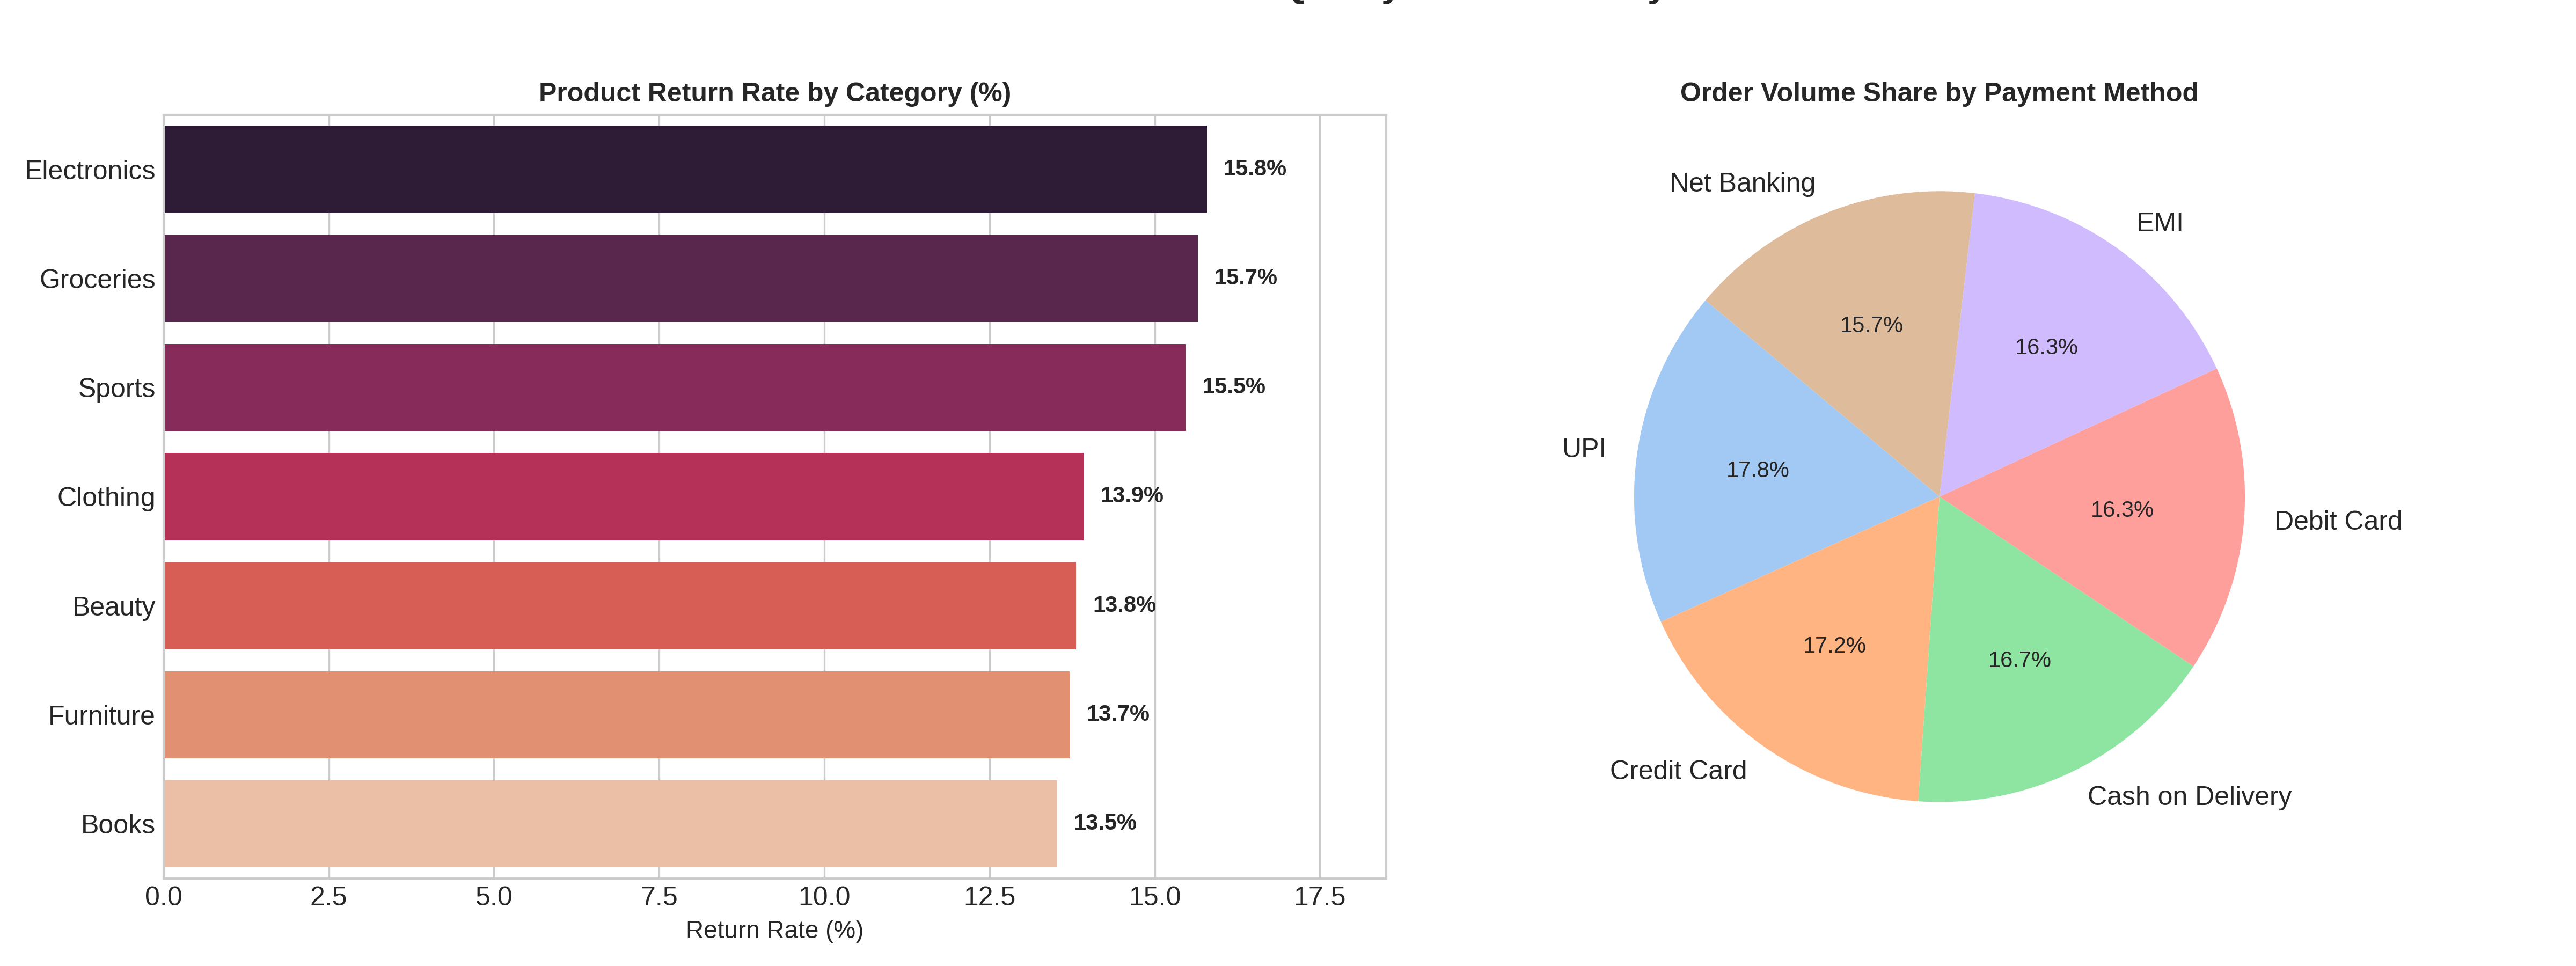 Product Return Rate by Category (%)
Electronics
15.8%
Groceries
15.7%
Sports
15.5%
Clothing
13.9%
Beauty
13.8%
Furniture
13.7%
Books
13.5%
0.0 2.5 5.0 7.5 10.0 12.5 15.0 17.5
Return Rate (%)
Order Volume Share by Payment Method
Net Banking
EMI
15.7%
16.3%
UPI
17.8%
16.3%
Debit Card
17.2%
16.7%
Credit Card
Cash on Delivery